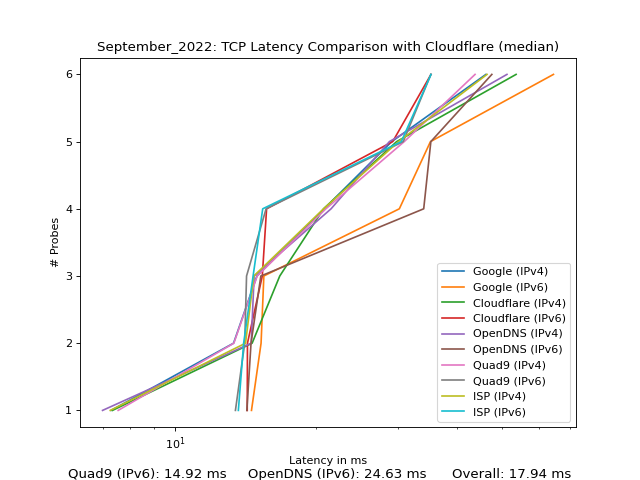 September_2022: TCP Latency Comparison with Cloudflare (median)
6
5
4
3
2
1
# Probes
Google (IPv4)
Google (IPv6)
Cloudflare (IPv4)
Cloudflare (IPv6)
OpenDNS (IPv4)
OpenDNS (IPv6)
Quad9 (IPv4)
Quad9 (IPv6)
ISP (IPv4)
ISP (IPv6)
10¹
Latency in ms
Quad9 (IPv6): 14.92 ms OpenDNS (IPv6): 24.63 ms Overall: 17.94 ms